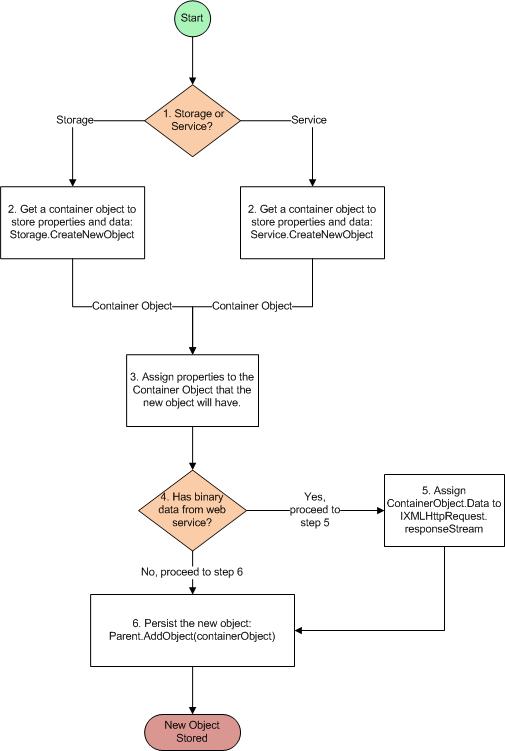 Start
1. Storage or
Service?
Storage
Service
2. Get a container object to
store properties and data:
Storage.CreateNewObject
2. Get a container object to
store properties and data:
Service.CreateNewObject
Container Object
Container Object
3. Assign properties to the
Container Object that the
new object will have.
4. Has binary
data from web
service?
Yes,
proceed to
step 5
5. Assign
ContainerObject.Data to
IXMLHttpRequest.
responseStream
No, proceed to step 6
6. Persist the new object:
Parent.AddObject(containerObject)
New Object
Stored